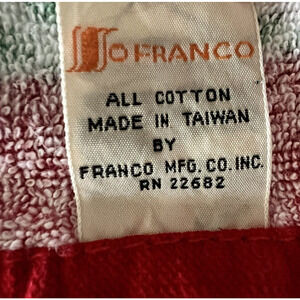 FRANCO
ALL COTTON
MADE IN TAIWAN
BY
FRANCO MFG. CO. INC.
RN 22682